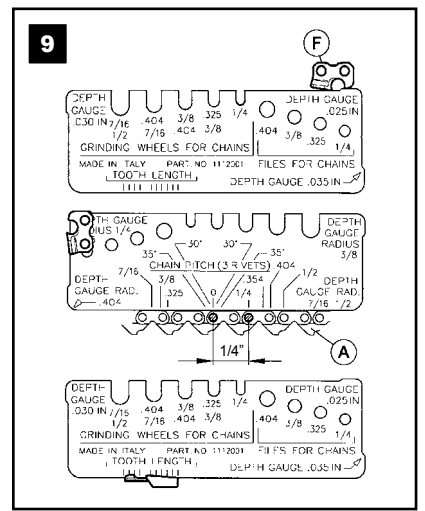 9
F
DEPTH GAUGE .030 IN
7/16 .404 3/8 .325 1/4
1/2 7/16 .404 3/8
DEPTH GAUGE .025 IN
.404 3/8 .325 1/4
GRINDING WHEELS FOR CHAINS
FILES FOR CHAINS
MADE IN ITALY PART. NO 1112001
TOOTH LENGTH
DEPTH GAUGE .035 IN
GAUGE
1/4
DEPTH GAUGE RADIUS 3/8
35° 30° 30° 35°
CHAIN PITCH (3 RIVETS)
7/16 3/8 .325 0 1/4 .354 .404 1/2
DEPTH GAUGE RAD. .404
DEPTH GAUGE RAD. 7/16 1/2
1/4"
A
DEPTH GAUGE .030 IN
7/16 .404 3/8 .325 1/4
1/2 7/16 .404 3/8
DEPTH GAUGE .025 IN
.404 3/8 .325 1/4
GRINDING WHEELS FOR CHAINS
FILES FOR CHAINS
MADE IN ITALY PART. NO 1112001
TOOTH LENGTH
DEPTH GAUGE .035 IN